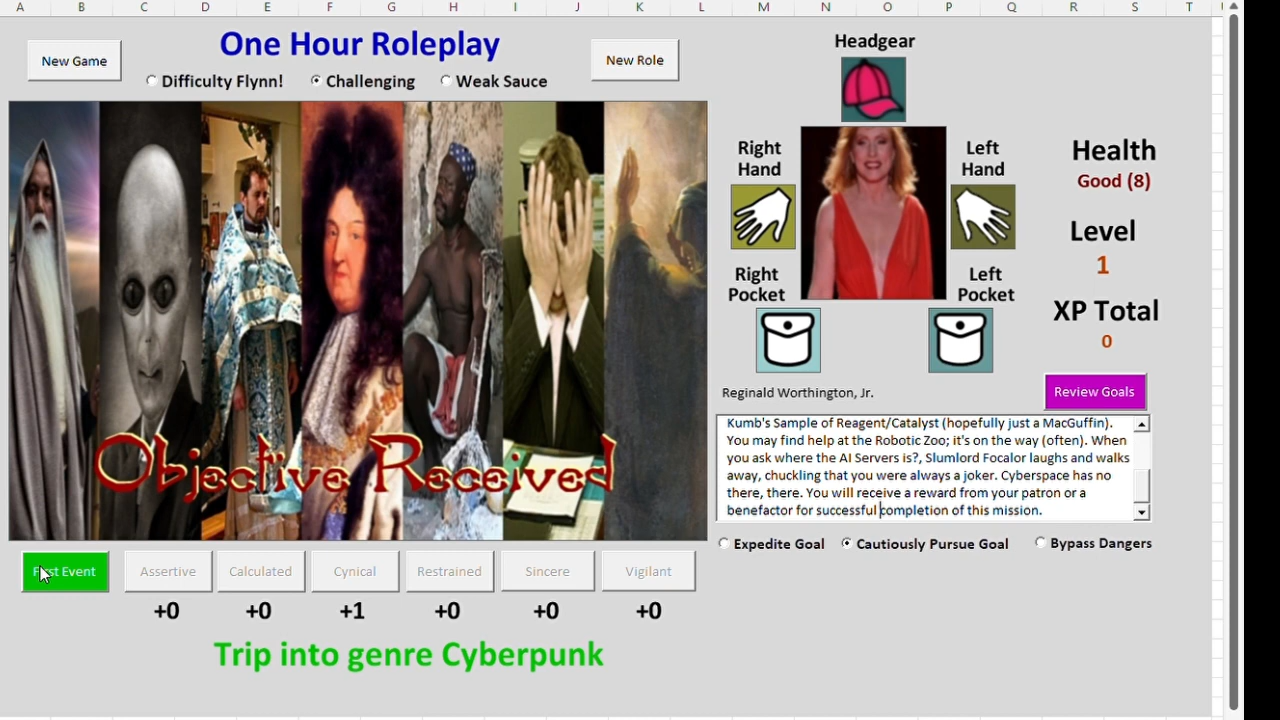 A B C D E F G H I J K L M N O P Q R S T
One Hour Roleplay
New Game
New Role
Difficulty Flynn!
Challenging
Weak Sauce
Headgear
Right
Hand
Left
Hand
Right
Pocket
Left
Pocket
Health
Good (8)
Level
1
XP Total
0
Objective Received
Reginald Worthington, Jr.
Review Goals
Kumb's Sample of Reagent/Catalyst (hopefully just a MacGuffin).
You may find help at the Robotic Zoo; it's on the way (often). When
you ask where the AI Servers is?, Slumlord Focalor laughs and walks
away, chuckling that you were always a joker. Cyberspace has no
there, there. You will receive a reward from your patron or a
benefactor for successful completion of this mission.
Expedite Goal
Cautiously Pursue Goal
Bypass Dangers
First Event
Assertive
Calculated
Cynical
Restrained
Sincere
Vigilant
+0
+0
+1
+0
+0
+0
Trip into genre Cyberpunk